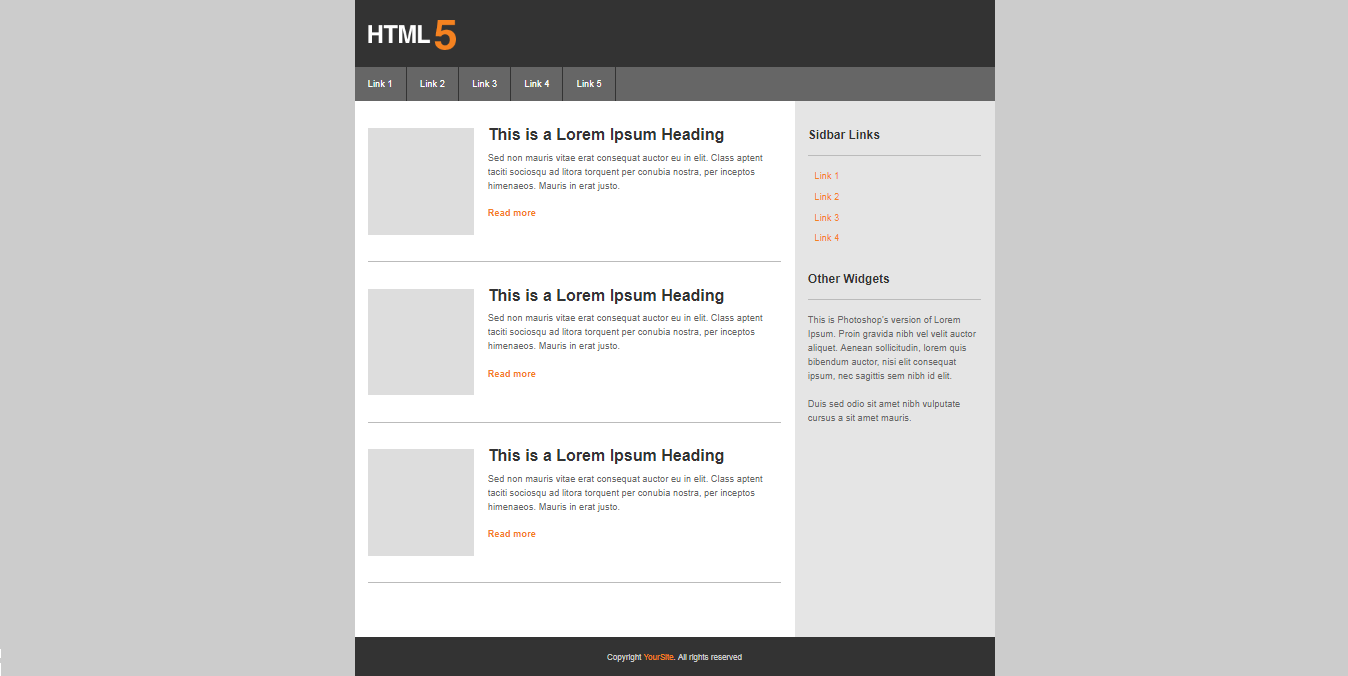 HTML 5
Link 1 Link 2 Link 3 Link 4 Link 5
This is a Lorem Ipsum Heading
Sed non mauris vitae erat consequat auctor eu in elit. Class aptent
taciti sociosqu ad litora torquent per conubia nostra, per inceptos
himenaeos. Mauris in erat justo.
Read more
This is a Lorem Ipsum Heading
Sed non mauris vitae erat consequat auctor eu in elit. Class aptent
taciti sociosqu ad litora torquent per conubia nostra, per inceptos
himenaeos. Mauris in erat justo.
Read more
This is a Lorem Ipsum Heading
Sed non mauris vitae erat consequat auctor eu in elit. Class aptent
taciti sociosqu ad litora torquent per conubia nostra, per inceptos
himenaeos. Mauris in erat justo.
Read more
Sidbar Links
Link 1
Link 2
Link 3
Link 4
Other Widgets
This is Photoshop's version of Lorem
Ipsum. Proin gravida nibh vel velit auctor
aliquet. Aenean sollicitudin, lorem quis
bibendum auctor, nisi elit consequat
ipsum, nec sagittis sem nibh id elit.
Duis sed odio sit amet nibh vulputate
cursus a sit amet mauris.
Copyright YourSite. All rights reserved